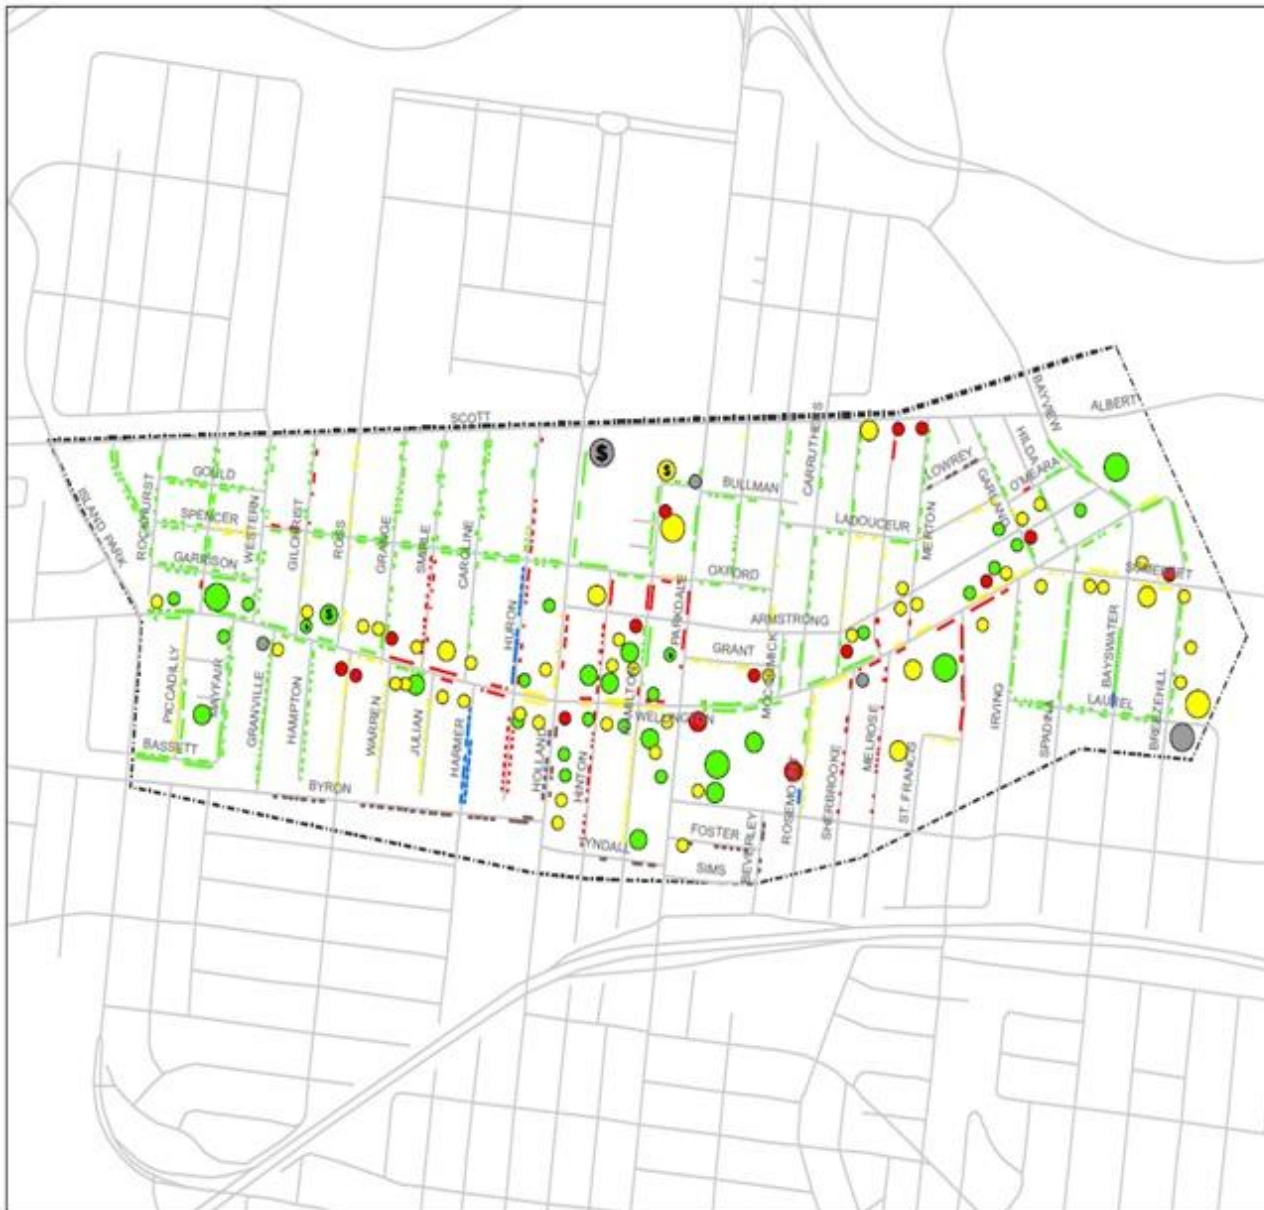 SCOTT
ALBERT
BAYVIEW
HILDA
O'MEARA
GARLAND
LOWREY
MERTON
LADOUCEUR
CARRUTHERS
BULLMAN
$
$
GOULD
SPENCER
GARRISON
ROCKHURST
ISLAND PARK
WESTERN
GILCHRIST
ROSS
GRANGE
SMIRLE
CAROLINE
HURON
OXFORD
PARKDALE
ARMSTRONG
GRANT
MCCORMICK
SOMERSET
$
$
$
PICCADILLY
MAYFAIR
GRANVILLE
HAMPTON
WARREN
JULIAN
HARMER
HOLLAND
HINTON
HAMILTON
WELLINGTON
BASSETT
BYRON
TYNDALL
FOSTER
SIMS
BEVERLEY
ROSEMO
SHERBROOKE
MELROSE
ST. FRANCIS
IRVING
SPADINA
BAYSWATER
LAUREL
BREEZEHILL